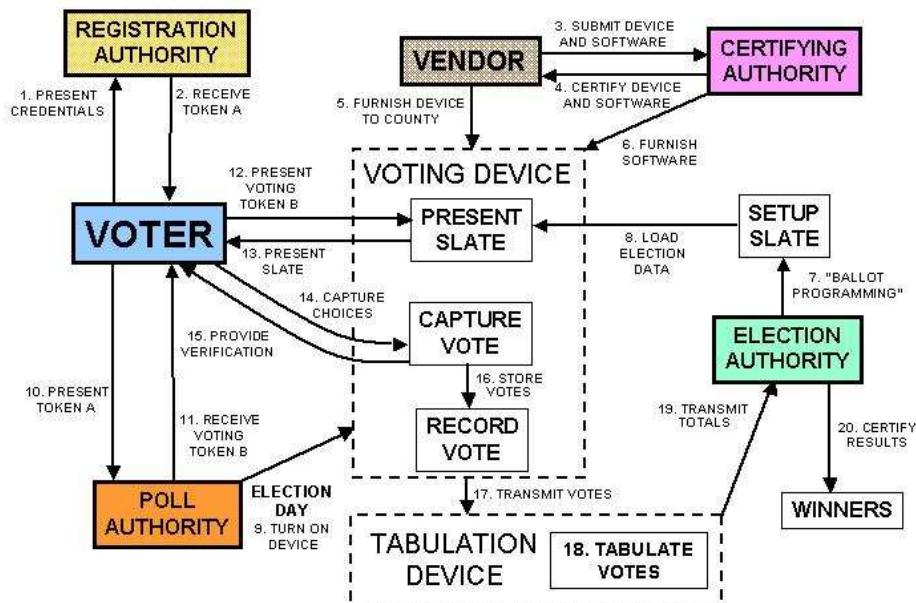 REGISTRATION
AUTHORITY
3. SUBMIT DEVICE
AND SOFTWARE
VENDOR
CERTIFYING
AUTHORITY
1. PRESENT
CREDENTIALS
2. RECEIVE
TOKEN A
4. CERTIFY DEVICE
AND SOFTWARE
5. FURNISH DEVICE
TO COUNTY
6. FURNISH
SOFTWARE
VOTING DEVICE
12. PRESENT
VOTING
TOKEN B
VOTER
PRESENT
SLATE
SETUP
SLATE
13. PRESENT
SLATE
8. LOAD
ELECTION
DATA
7. "BALLOT
PROGRAMMING"
14. CAPTURE
CHOICES
15. PROVIDE
VERIFICATION
CAPTURE
VOTE
ELECTION
AUTHORITY
10. PRESENT
TOKEN A
16. STORE
VOTES
11. RECEIVE
VOTING
TOKEN B
RECORD
VOTE
19. TRANSMIT
TOTALS
20. CERTIFY
RESULTS
POLL
AUTHORITY
ELECTION
DAY
9. TURN ON
DEVICE
17. TRANSMIT VOTES
WINNERS
TABULATION
DEVICE
18. TABULATE
VOTES